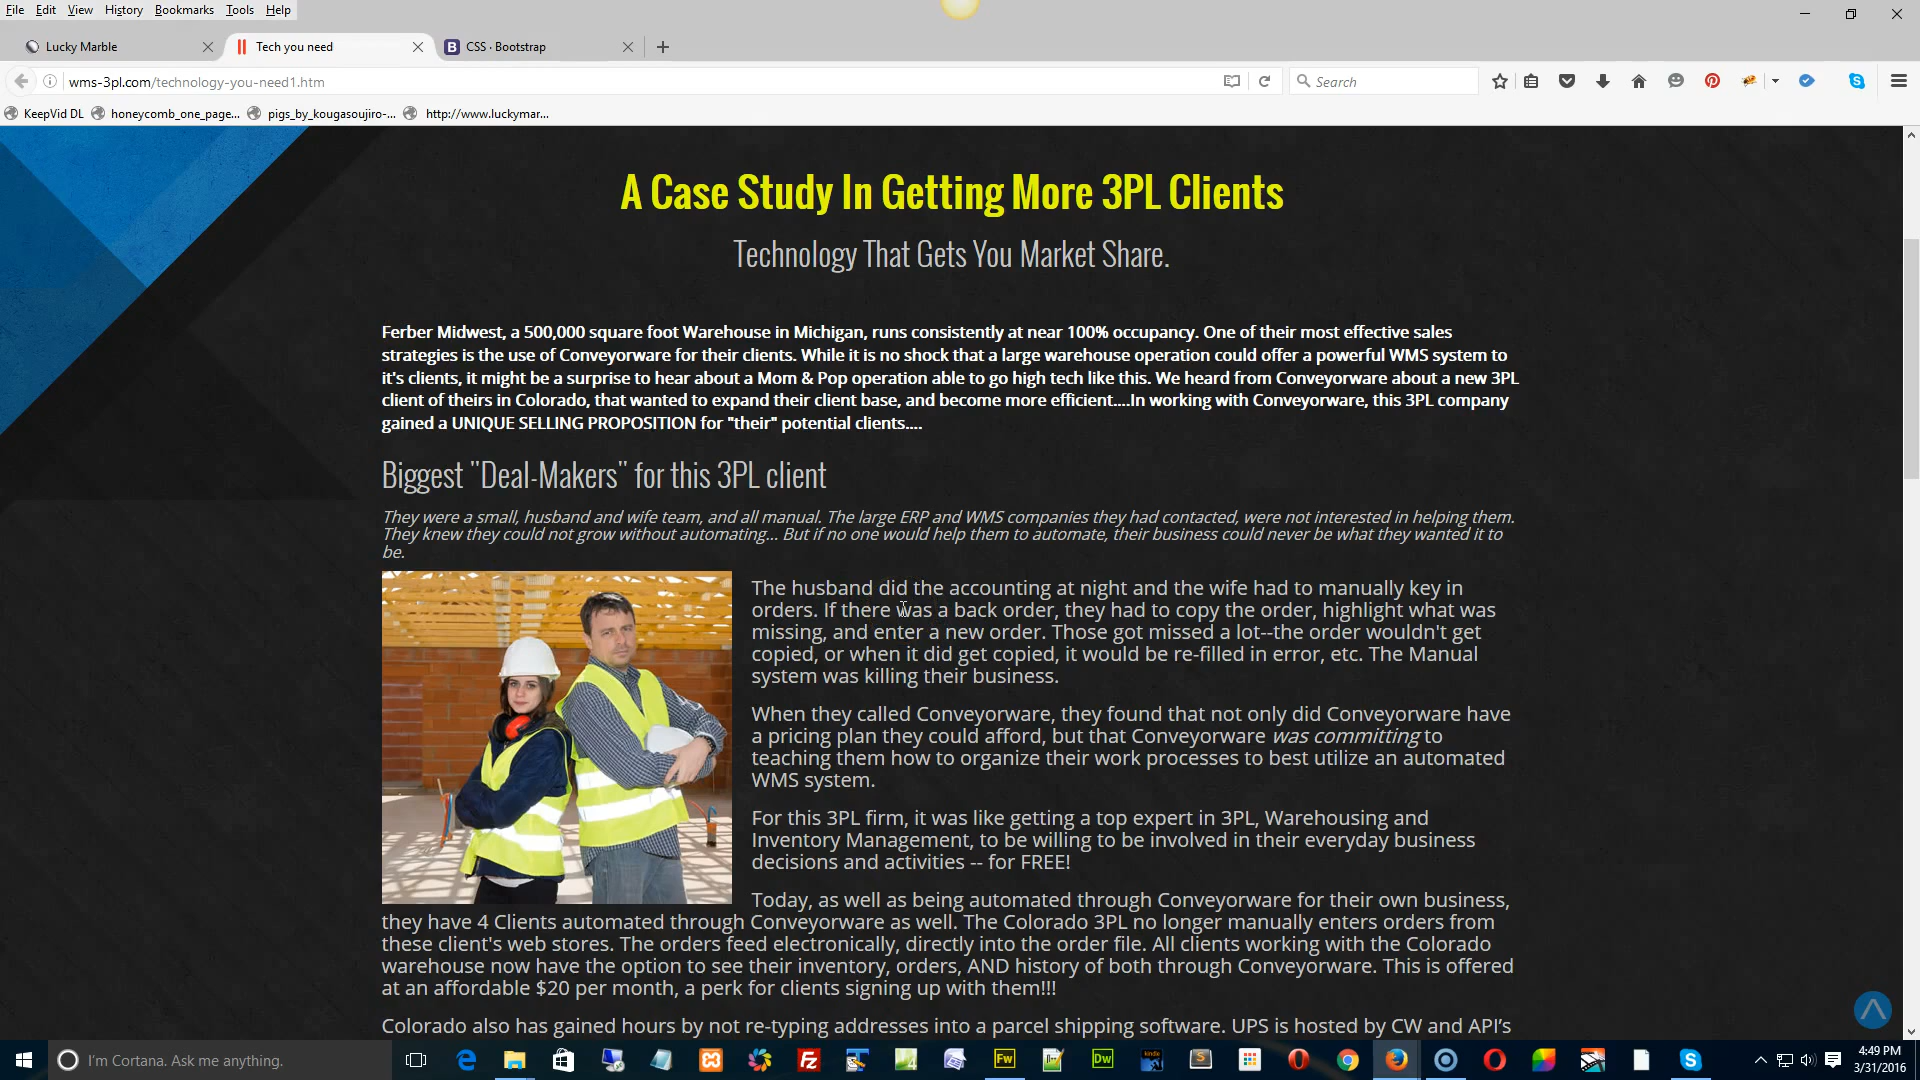 File Edit View History Bookmarks Tools Help
Lucky Marble
Tech you need
CSS · Bootstrap
wms-3pl.com/technology-you-need1.htm
Search
KeepVid DL honeycomb_one_page... pigs_by_kougasoujiro-... http://www.luckymar...
A Case Study In Getting More 3PL Clients
Technology That Gets You Market Share.
Ferber Midwest, a 500,000 square foot Warehouse in Michigan, runs consistently at near 100% occupancy. One of their most effective sales
strategies is the use of Conveyorware for their clients. While it is no shock that a large warehouse operation could offer a powerful WMS system to
it's clients, it might be a surprise to hear about a Mom & Pop operation able to go high tech like this. We heard from Conveyorware about a new 3PL
client of theirs in Colorado, that wanted to expand their client base, and become more efficient....In working with Conveyorware, this 3PL company
gained a UNIQUE SELLING PROPOSITION for "their" potential clients....
Biggest "Deal-Makers" for this 3PL client
They were a small, husband and wife team, and all manual. The large ERP and WMS companies they had contacted, were not interested in helping them.
They knew they could not grow without automating... But if no one would help them to automate, their business could never be what they wanted it to
be.
The husband did the accounting at night and the wife had to manually key in
orders. If there was a back order, they had to copy the order, highlight what was
missing, and enter a new order. Those got missed a lot--the order wouldn't get
copied, or when it did get copied, it would be re-filled in error, etc. The Manual
system was killing their business.
When they called Conveyorware, they found that not only did Conveyorware have
a pricing plan they could afford, but that Conveyorware was committing to
teaching them how to organize their work processes to best utilize an automated
WMS system.
For this 3PL firm, it was like getting a top expert in 3PL, Warehousing and
Inventory Management, to be willing to be involved in their everyday business
decisions and activities -- for FREE!
Today, as well as being automated through Conveyorware for their own business,
they have 4 Clients automated through Conveyorware as well. The Colorado 3PL no longer manually enters orders from
these client's web stores. The orders feed electronically, directly into the order file. All clients working with the Colorado
warehouse now have the option to see their inventory, orders, AND history of both through Conveyorware. This is offered
at an affordable $20 per month, a perk for clients signing up with them!!!
Colorado also has gained hours by not re-typing addresses into a parcel shipping software. UPS is hosted by CW and API’s
I'm Cortana. Ask me anything.
kindle
Fw
Dw
4:49 PM
3/31/2016